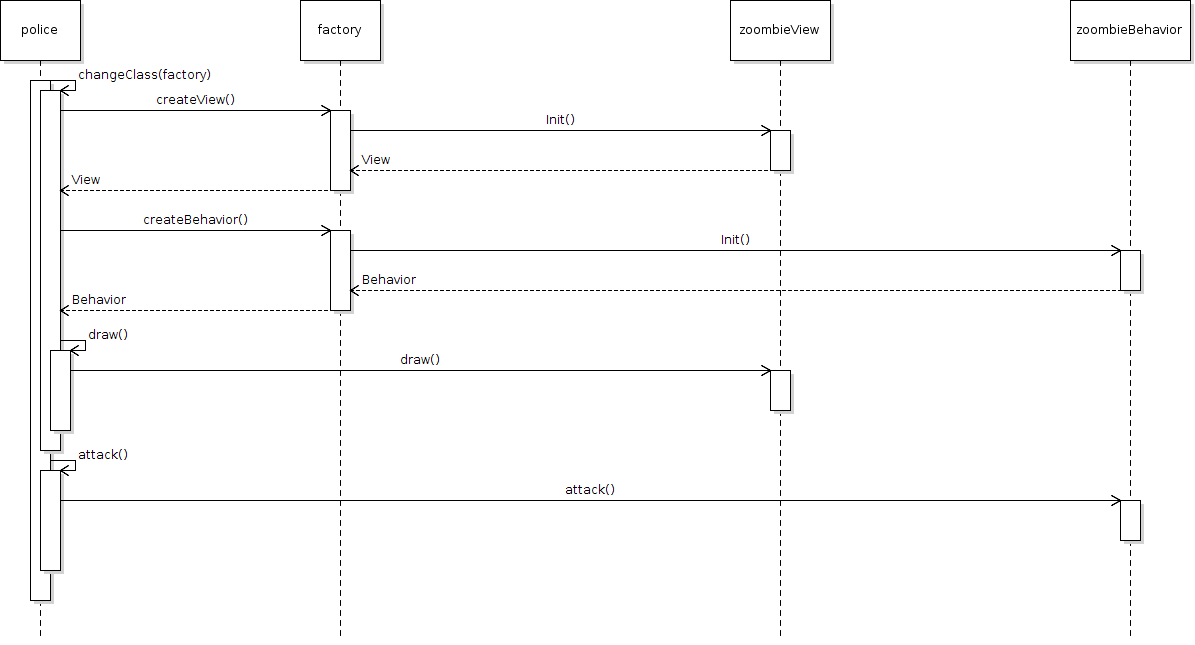 police
factory
zoombieView
zoombieBehavior
changeClass(factory)
createView()
Init()
View
View
createBehavior()
Init()
Behavior
Behavior
draw()
draw()
attack()
attack()